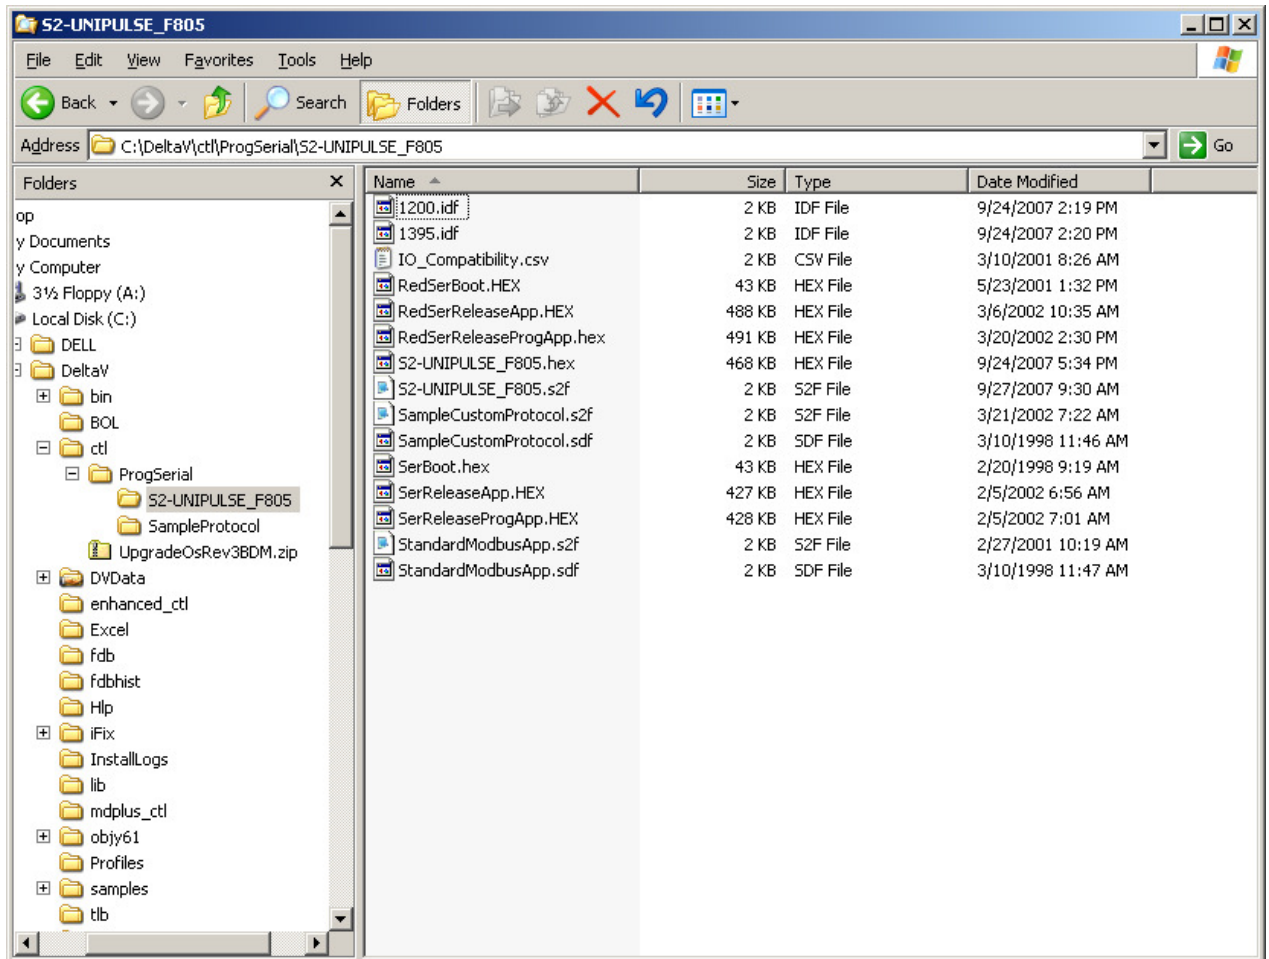 S2-UNIPULSE_F805
File Edit View Favorites Tools Help
Back Search Folders
Address C:\DeltaV\ctl\ProgSerial\S2-UNIPULSE_F805 Go
Folders x Name Size Type Date Modified
op
y Documents
y Computer
3½ Floppy (A:)
Local Disk (C:)
DELL
DeltaV
bin
BOL
ctl
ProgSerial
S2-UNIPULSE_F805
SampleProtocol
UpgradeOsRev3BDM.zip
DVData
enhanced_ctl
Excel
fdb
fdbhist
Hlp
iFix
InstallLogs
lib
mdplus_ctl
objy61
Profiles
samples
tlb
1200.idf 2 KB IDF File 9/24/2007 2:19 PM
1395.idf 2 KB IDF File 9/24/2007 2:20 PM
IO_Compatibility.csv 2 KB CSV File 3/10/2001 8:26 AM
RedSerBoot.HEX 43 KB HEX File 5/23/2001 1:32 PM
RedSerReleaseApp.HEX 488 KB HEX File 3/6/2002 10:35 AM
RedSerReleaseProgApp.hex 491 KB HEX File 3/20/2002 2:30 PM
S2-UNIPULSE_F805.hex 468 KB HEX File 9/24/2007 5:34 PM
S2-UNIPULSE_F805.s2f 2 KB S2F File 9/27/2007 9:30 AM
SampleCustomProtocol.s2f 2 KB S2F File 3/21/2002 7:22 AM
SampleCustomProtocol.sdf 2 KB SDF File 3/10/1998 11:46 AM
SerBoot.hex 43 KB HEX File 2/20/1998 9:19 AM
SerReleaseApp.HEX 427 KB HEX File 2/5/2002 6:56 AM
SerReleaseProgApp.HEX 428 KB HEX File 2/5/2002 7:01 AM
StandardModbusApp.s2f 2 KB S2F File 2/27/2001 10:19 AM
StandardModbusApp.sdf 2 KB SDF File 3/10/1998 11:47 AM